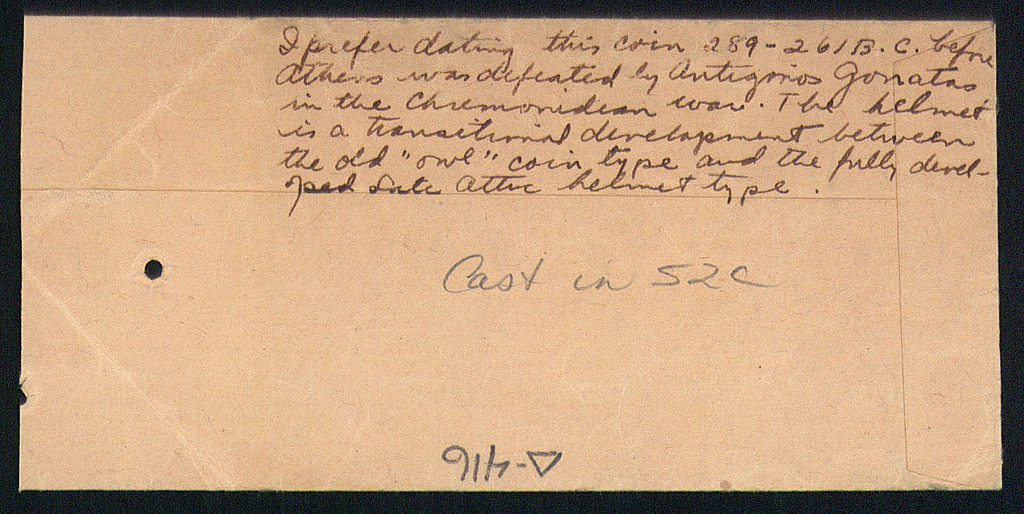 I prefer dating this coin 289-261 B.C. before
Athens was defeated by Antigonos Gonatas
in the Chremonidean war. The helmet
is a transitional development between
the old "owl" coin type and the fully devel-
oped late Attic helmet type.
Cast in S2C
Δ-416